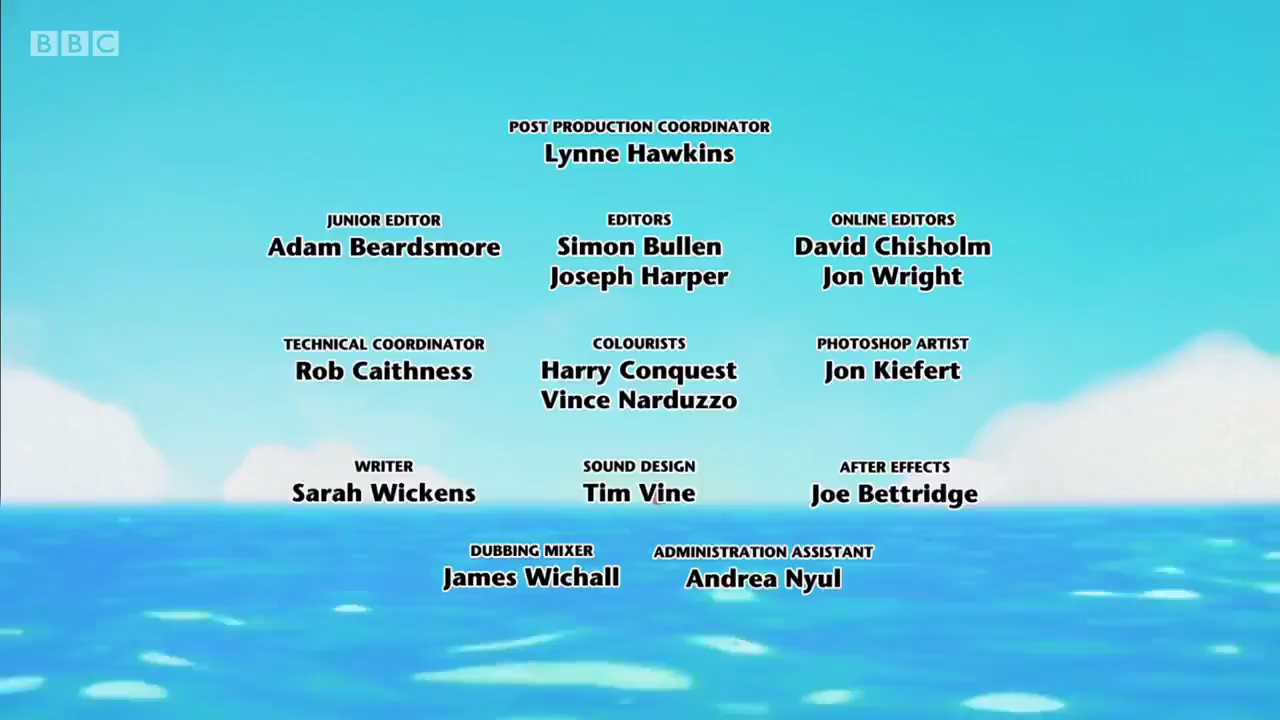 BBC
POST PRODUCTION COORDINATOR
Lynne Hawkins
JUNIOR EDITOR
Adam Beardsmore
EDITORS
Simon Bullen
Joseph Harper
ONLINE EDITORS
David Chisholm
Jon Wright
TECHNICAL COORDINATOR
Rob Caithness
COLOURISTS
Harry Conquest
Vince Narduzzo
PHOTOSHOP ARTIST
Jon Kiefert
WRITER
Sarah Wickens
SOUND DESIGN
Tim Vine
AFTER EFFECTS
Joe Bettridge
DUBBING MIXER
James Wichall
ADMINISTRATION ASSISTANT
Andrea Nyul